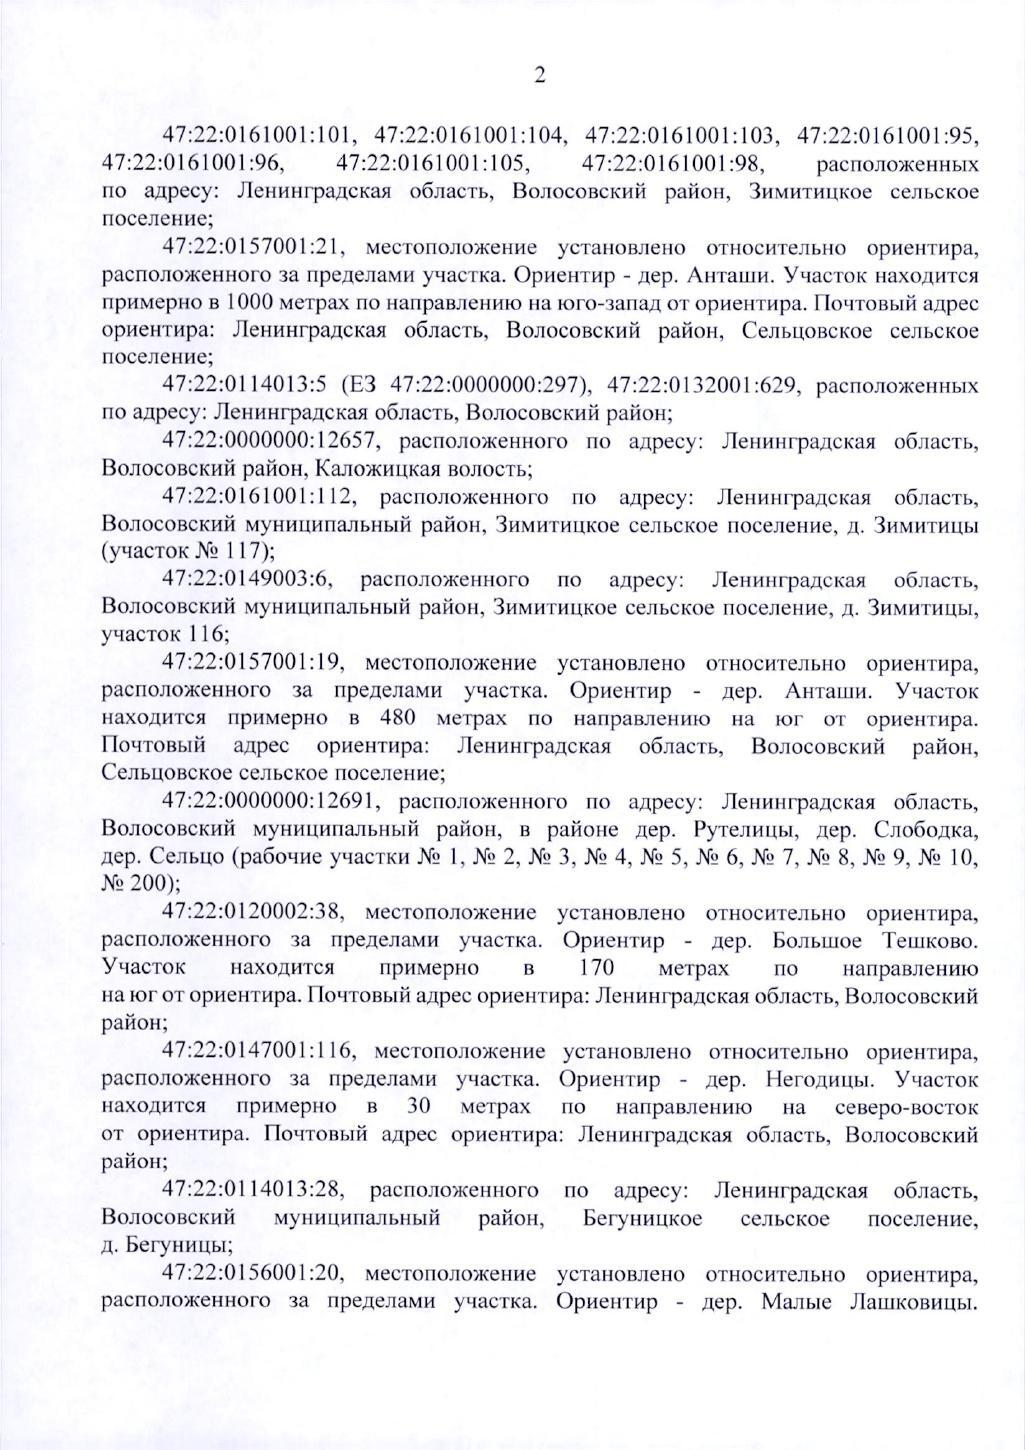 2
47:22:0161001:101, 47:22:0161001:104, 47:22:0161001:103, 47:22:0161001:95,
47:22:0161001:96, 47:22:0161001:105, 47:22:0161001:98, расположенных
по адресу: Ленинградская область, Волосовский район, Зимитицкое сельское
поселение;
47:22:0157001:21, местоположение установлено относительно ориентира,
расположенного за пределами участка. Ориентир - дер. Анташи. Участок находится
примерно в 1000 метрах по направлению на юго-запад от ориентира. Почтовый адрес
ориентира: Ленинградская область, Волосовский район, Сельцовское сельское
поселение;
47:22:0114013:5 (ЕЗ 47:22:0000000:297), 47:22:0132001:629, расположенных
по адресу: Ленинградская область, Волосовский район;
47:22:0000000:12657, расположенного по адресу: Ленинградская область,
Волосовский район, Каложицкая волость;
47:22:0161001:112, расположенного по адресу: Ленинградская область,
Волосовский муниципальный район, Зимитицкое сельское поселение, д. Зимитицы
(участок № 117);
47:22:0149003:6, расположенного по адресу: Ленинградская область,
Волосовский муниципальный район, Зимитицкое сельское поселение, д. Зимитицы,
участок 116;
47:22:0157001:19, местоположение установлено относительно ориентира,
расположенного за пределами участка. Ориентир - дер. Анташи. Участок
находится примерно в 480 метрах по направлению на юг от ориентира.
Почтовый адрес ориентира: Ленинградская область, Волосовский район,
Сельцовское сельское поселение;
47:22:0000000:12691, расположенного по адресу: Ленинградская область,
Волосовский муниципальный район, в районе дер. Рутелицы, дер. Слободка,
дер. Сельцо (рабочие участки № 1, № 2, № 3, № 4, № 5, № 6, № 7, № 8, № 9, № 10,
№ 200);
47:22:0120002:38, местоположение установлено относительно ориентира,
расположенного за пределами участка. Ориентир - дер. Большое Тешково.
Участок находится примерно в 170 метрах по направлению
на юг от ориентира. Почтовый адрес ориентира: Ленинградская область, Волосовский
район;
47:22:0147001:116, местоположение установлено относительно ориентира,
расположенного за пределами участка. Ориентир - дер. Негодицы. Участок
находится примерно в 30 метрах по направлению на северо-восток
от ориентира. Почтовый адрес ориентира: Ленинградская область, Волосовский
район;
47:22:0114013:28, расположенного по адресу: Ленинградская область,
Волосовский муниципальный район, Бегуницкое сельское поселение,
д. Бегуницы;
47:22:0156001:20, местоположение установлено относительно ориентира,
расположенного за пределами участка. Ориентир - дер. Малые Лашковицы.